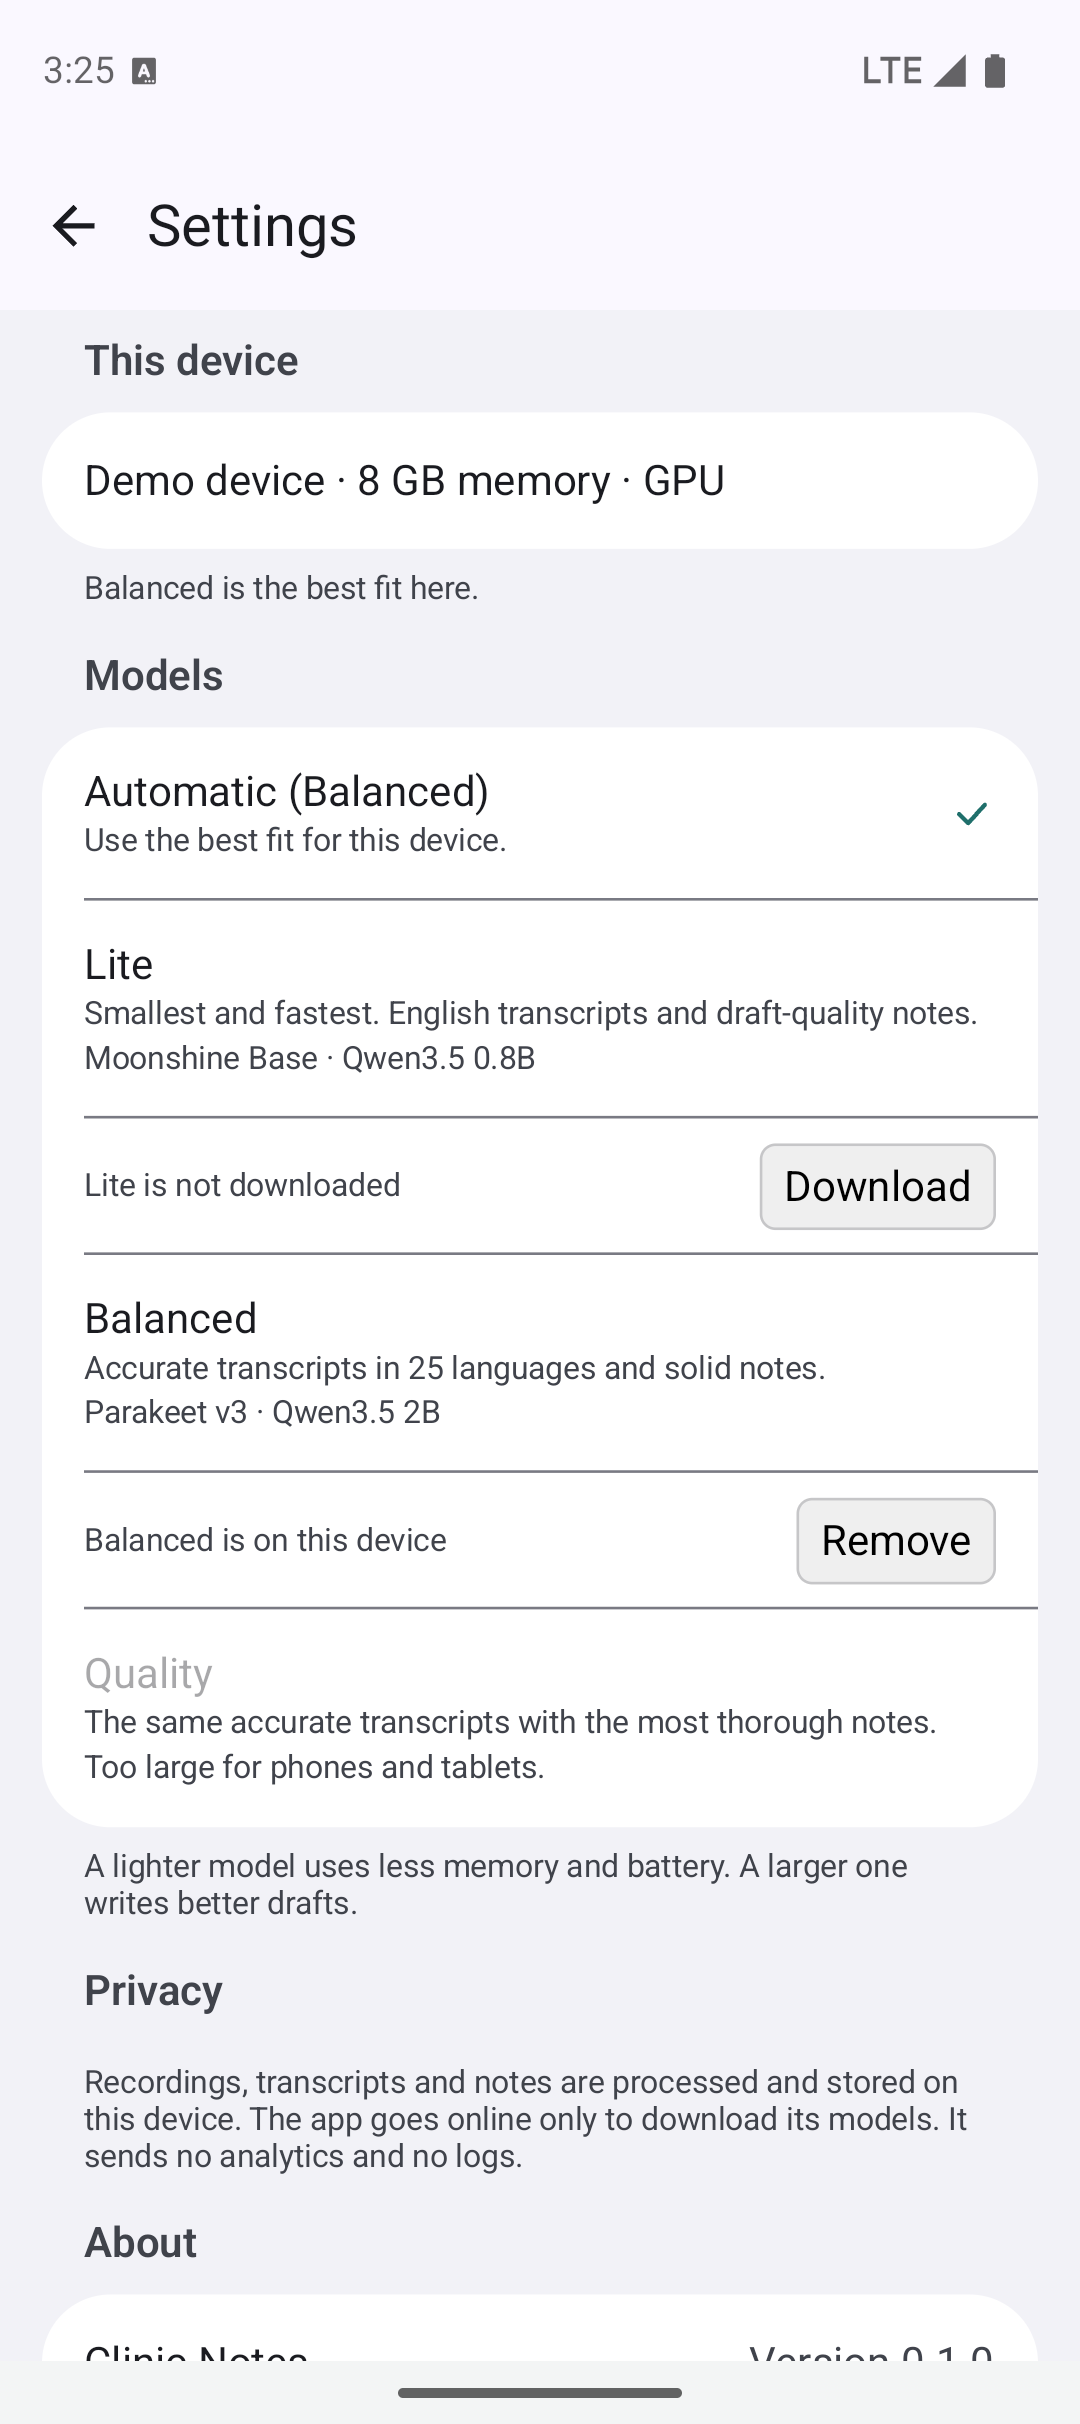 3:25
LTE
Settings
This device
Demo device · 8 GB memory · GPU
Balanced is the best fit here.
Models
Automatic (Balanced)
Use the best fit for this device.
Lite
Smallest and fastest. English transcripts and draft-quality notes.
Moonshine Base · Qwen3.5 0.8B
Lite is not downloaded
Download
Balanced
Accurate transcripts in 25 languages and solid notes.
Parakeet v3 · Qwen3.5 2B
Balanced is on this device
Remove
Quality
The same accurate transcripts with the most thorough notes.
Too large for phones and tablets.
A lighter model uses less memory and battery. A larger one
writes better drafts.
Privacy
Recordings, transcripts and notes are processed and stored on
this device. The app goes online only to download its models. It
sends no analytics and no logs.
About
Clinic Notes
Version 0.1.0